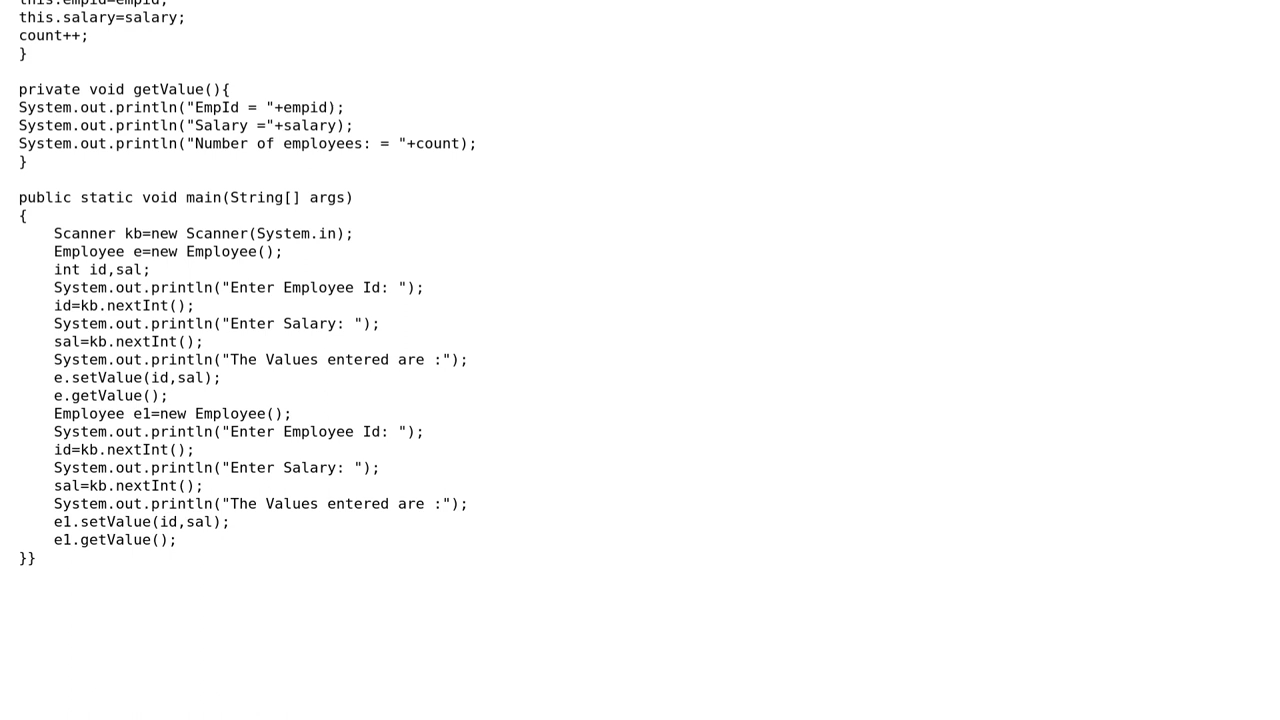 this.empid=empid;
this.salary=salary;
count++;
}
private void getValue(){
System.out.println("EmpId = "+empid);
System.out.println("Salary ="+salary);
System.out.println("Number of employees: = "+count);
}
public static void main(String[] args)
{
Scanner kb=new Scanner(System.in);
Employee e=new Employee();
int id,sal;
System.out.println("Enter Employee Id: ");
id=kb.nextInt();
System.out.println("Enter Salary: ");
sal=kb.nextInt();
System.out.println("The Values entered are :");
e.setValue(id,sal);
e.getValue();
Employee e1=new Employee();
System.out.println("Enter Employee Id: ");
id=kb.nextInt();
System.out.println("Enter Salary: ");
sal=kb.nextInt();
System.out.println("The Values entered are :");
e1.setValue(id,sal);
e1.getValue();
}}